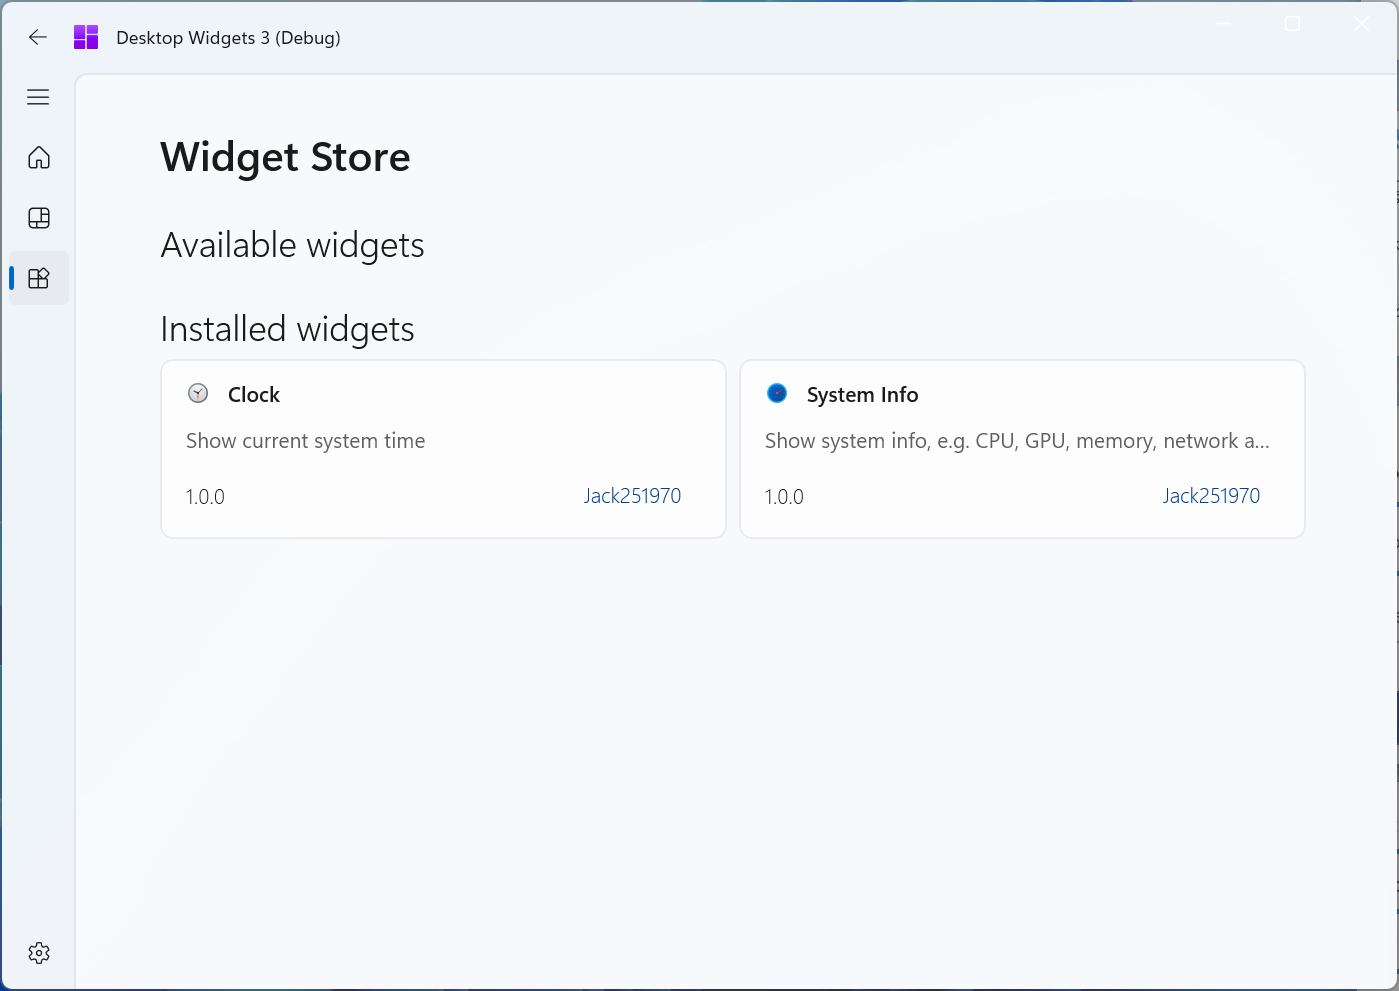 Desktop Widgets 3 (Debug)
Widget Store
Available widgets
Installed widgets
Clock
Show current system time
1.0.0
Jack251970
System Info
Show system info, e.g. CPU, GPU, memory, network a...
1.0.0
Jack251970